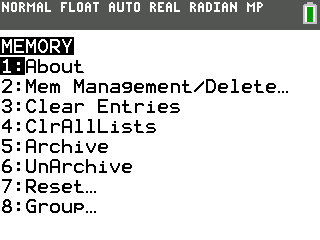 NORMAL FLOAT AUTO REAL RADIAN MP
MEMORY
1:About
2:Mem Management/Delete…
3:Clear Entries
4:ClrAllLists
5:Archive
6:UnArchive
7:Reset…
8:Group…